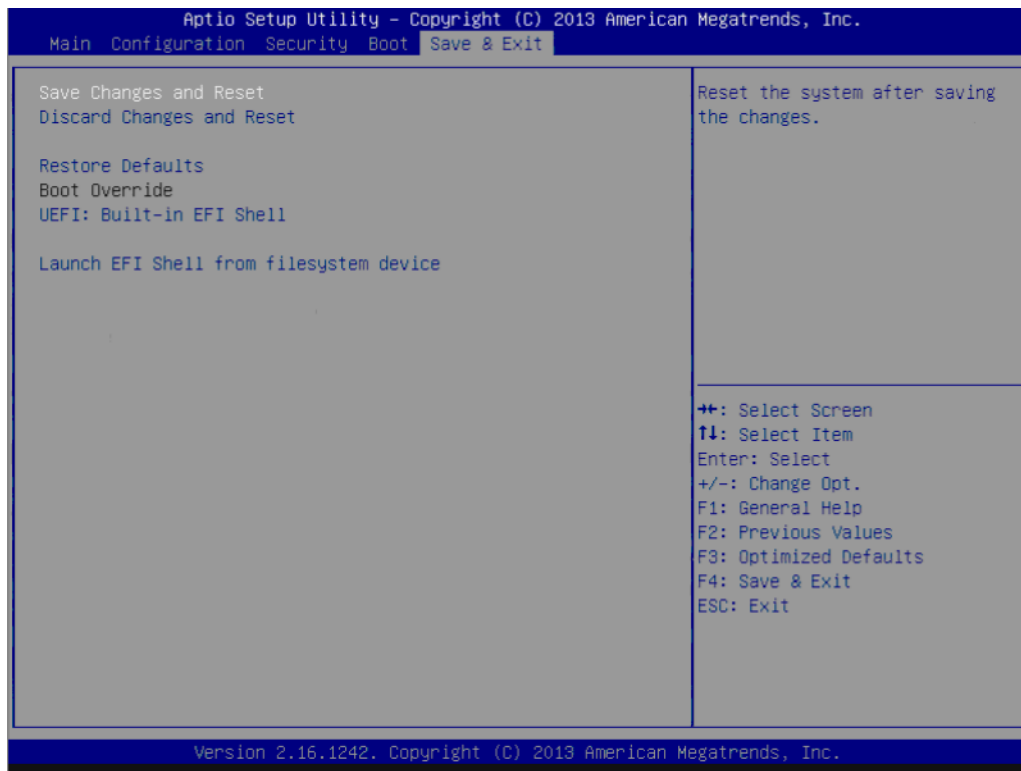 Aptio Setup Utility – Copyright (C) 2013 American Megatrends, Inc.
Main Configuration Security Boot Save & Exit
Save Changes and Reset
Discard Changes and Reset
Restore Defaults
Boot Override
UEFI: Built-in EFI Shell
Launch EFI Shell from filesystem device
Reset the system after saving
the changes.
→←: Select Screen
↑↓: Select Item
Enter: Select
+/-: Change Opt.
F1: General Help
F2: Previous Values
F3: Optimized Defaults
F4: Save & Exit
ESC: Exit
Version 2.16.1242. Copyright (C) 2013 American Megatrends, Inc.